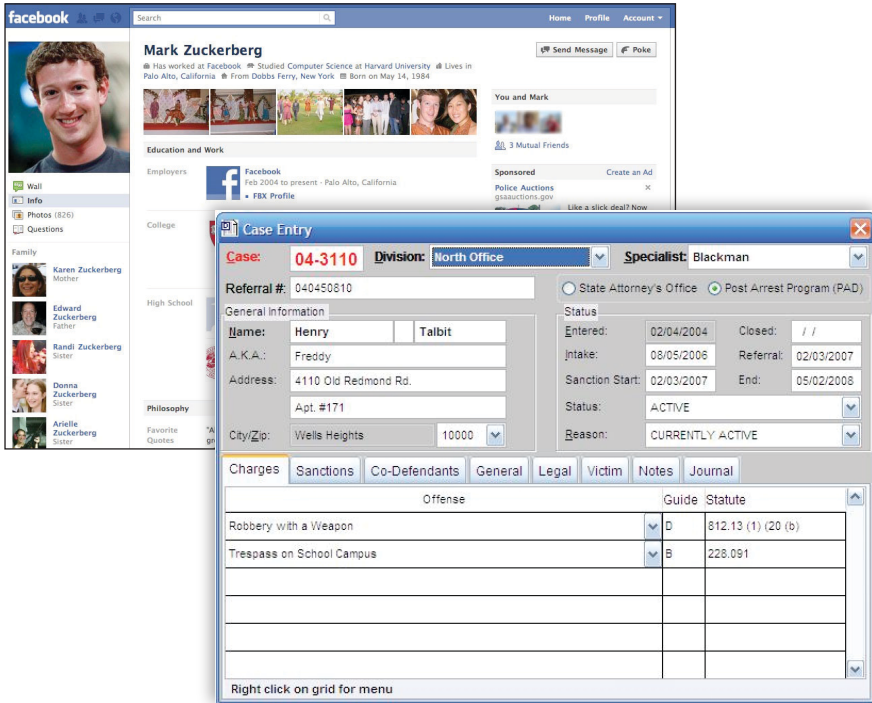 facebook
Search
Home Profile Account
Mark Zuckerberg
Has worked at Facebook Studied Computer Science at Harvard University Lives in
Palo Alto, California From Dobbs Ferry, New York Born on May 14, 1984
Send Message Poke
You and Mark
3 Mutual Friends
Education and Work
Employers
Facebook
Feb 2004 to present · Palo Alto, California
• FBX Profile
Sponsored Create an Ad
Police Auctions
gsaauctions.gov
Like a slick deal? Now
Wall
Info
Photos (826)
Questions
Family
Karen Zuckerberg
Mother
Edward
Zuckerberg
Father
Randi Zuckerberg
Sister
Donna
Zuckerberg
Sister
Arielle
Zuckerberg
Sister
College
High School
Philosophy
Favorite
Quotes
Case Entry
Case: 04-3110 Division: North Office Specialist: Blackman
Referral #: 040450810
State Attorney's Office Post Arrest Program (PAD)
General Information
Name: Henry Talbit
A.K.A.: Freddy
Address: 4110 Old Redmond Rd.
Apt. #171
City/Zip: Wells Heights 10000
Status
Entered: 02/04/2004 Closed: / /
Intake: 08/05/2006 Referral: 02/03/2007
Sanction Start: 02/03/2007 End: 05/02/2008
Status: ACTIVE
Reason: CURRENTLY ACTIVE
Charges Sanctions Co-Defendants General Legal Victim Notes Journal
Offense Guide Statute
Robbery with a Weapon D 812.13 (1) (20 (b)
Trespass on School Campus B 228.091
Right click on grid for menu